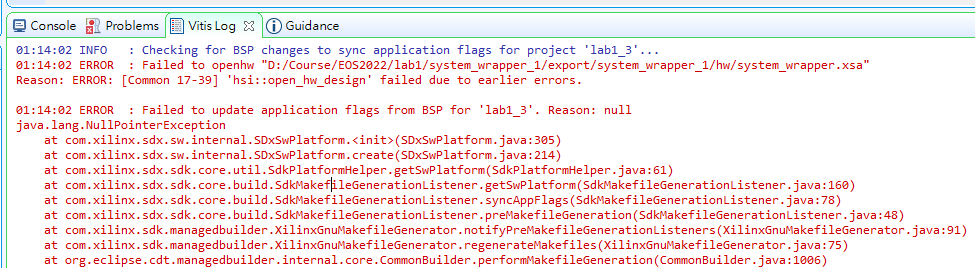 Console Problems Vitis Log Guidance
01:14:02 INFO : Checking for BSP changes to sync application flags for project 'lab1_3'...
01:14:02 ERROR : Failed to openhw "D:/Course/EOS2022/lab1/system_wrapper_1/export/system_wrapper_1/hw/system_wrapper.xsa"
Reason: ERROR: [Common 17-39] 'hsi::open_hw_design' failed due to earlier errors.
01:14:02 ERROR : Failed to update application flags from BSP for 'lab1_3'. Reason: null
java.lang.NullPointerException
at com.xilinx.sdx.sw.internal.SDxSwPlatform.<init>(SDxSwPlatform.java:305)
at com.xilinx.sdx.sw.internal.SDxSwPlatform.create(SDxSwPlatform.java:214)
at com.xilinx.sdx.sdk.core.util.SdkPlatformHelper.getSwPlatform(SdkPlatformHelper.java:61)
at com.xilinx.sdx.sdk.core.build.SdkMakefileGenerationListener.getSwPlatform(SdkMakefileGenerationListener.java:160)
at com.xilinx.sdx.sdk.core.build.SdkMakefileGenerationListener.syncAppFlags(SdkMakefileGenerationListener.java:78)
at com.xilinx.sdx.sdk.core.build.SdkMakefileGenerationListener.preMakeGeneration(SdkMakefileGenerationListener.java:48)
at com.xilinx.sdk.managedbuilder.XilinxGnuMakefileGenerator.notifyPreMakeGenerationListeners(XilinxGnuMakefileGenerator.java:91)
at com.xilinx.sdk.managedbuilder.XilinxGnuMakefileGenerator.regenerateMakefiles(XilinxGnuMakefileGenerator.java:75)
at org.eclipse.cdt.managedbuilder.internal.core.CommonBuilder.performMakeGeneration(CommonBuilder.java:1006)